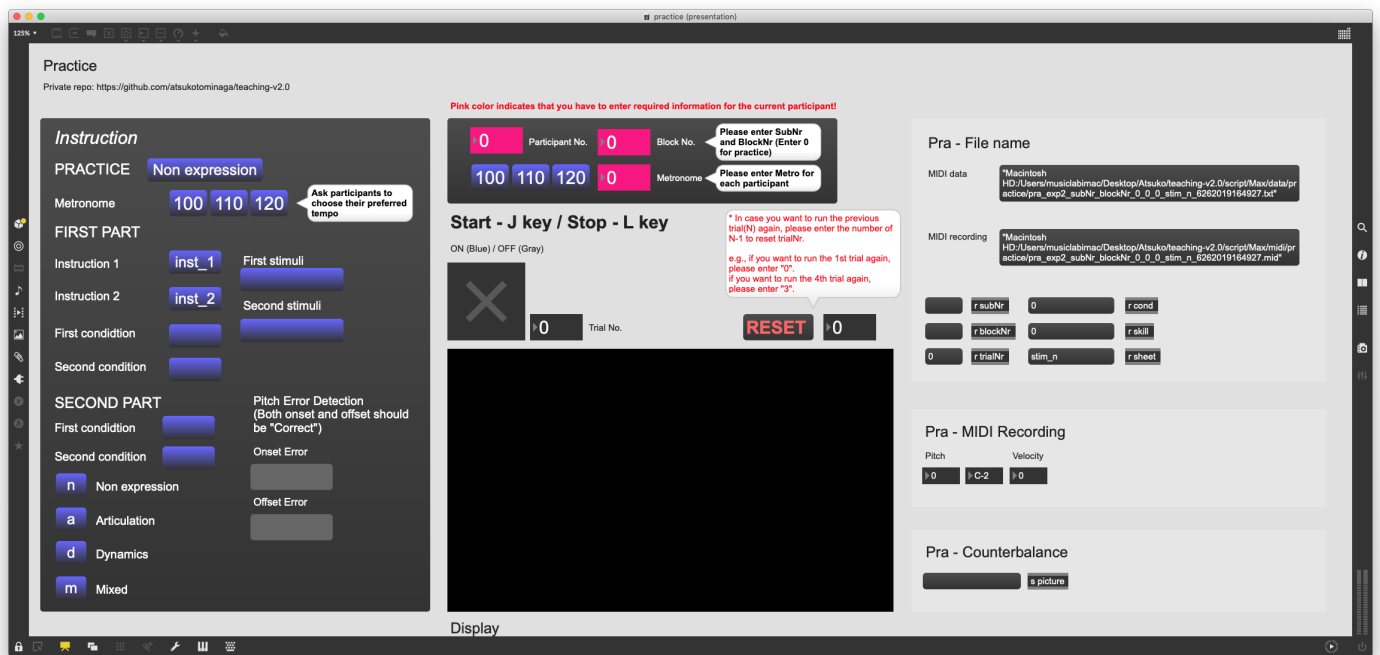 practice (presentation)
125%
Practice
Private repo: https://github.com/atsukotominaga/teaching-v2.0
Pink color indicates that you have to enter required information for the current participant!
Instruction
PRACTICE
Non expression
Metronome
100
110
120
Ask participants to
choose their preferred
tempo
FIRST PART
Instruction 1
inst_1
First stimuli
Instruction 2
inst_2
Second stimuli
First condidtion
Second condition
SECOND PART
First condidtion
Second condition
n
Non expression
a
Articulation
d
Dynamics
m
Mixed
Pitch Error Detection
(Both onset and offset should
be "Correct")
Onset Error
Offset Error
0
Participant No.
0
Block No.
Please enter SubNr
and BlockNr (Enter 0
for practice)
100
110
120
0
Metronome
Please enter Metro for
each participant
Start - J key / Stop - L key
ON (Blue) / OFF (Gray)
0
Trial No.
* In case you want to run the previous
trial(N) again, please enter the number of
N-1 to reset trialNr.
e.g., if you want to run the 1st trial again,
please enter "0".
if you want to run the 4th trial again,
please enter "3".
RESET
0
Display
Pra - File name
MIDI data
"Macintosh
HD:/Users/musiclabimac/Desktop/Atsuko/teaching-v2.0/script/Max/data/pr
actice/pra_exp2_subNr_blockNr_0_0_0_stim_n_6262019164927.txt"
MIDI recording
"Macintosh
HD:/Users/musiclabimac/Desktop/Atsuko/teaching-v2.0/script/Max/midi/pr
actice/pra_exp2_subNr_blockNr_0_0_0_stim_n_6262019164927.mid"
r subNr
0
r cond
r blockNr
0
r skill
0
r trialNr
stim_n
r sheet
Pra - MIDI Recording
Pitch
Velocity
0
C-2
0
Pra - Counterbalance
s picture